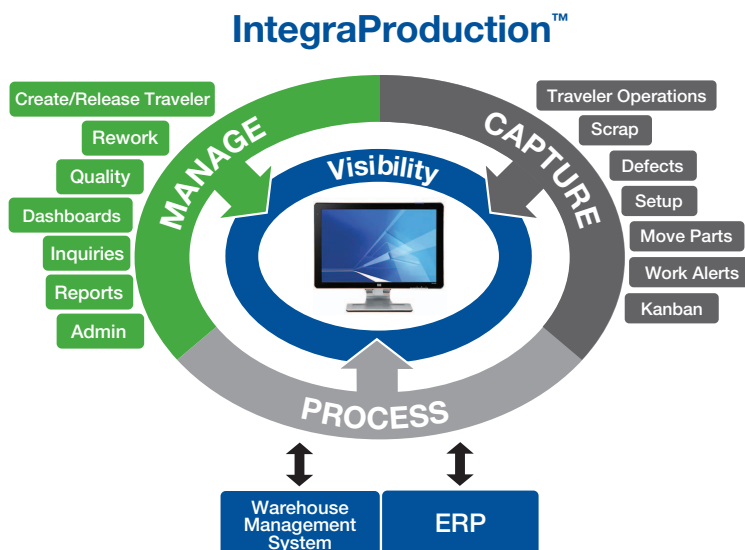 IntegraProduction™
Create/Release Traveler
Rework
Quality
Dashboards
Inquiries
Reports
Admin
MANAGE
Visibility
CAPTURE
Traveler Operations
Scrap
Defects
Setup
Move Parts
Work Alerts
Kanban
PROCESS
Warehouse
Management
System
ERP